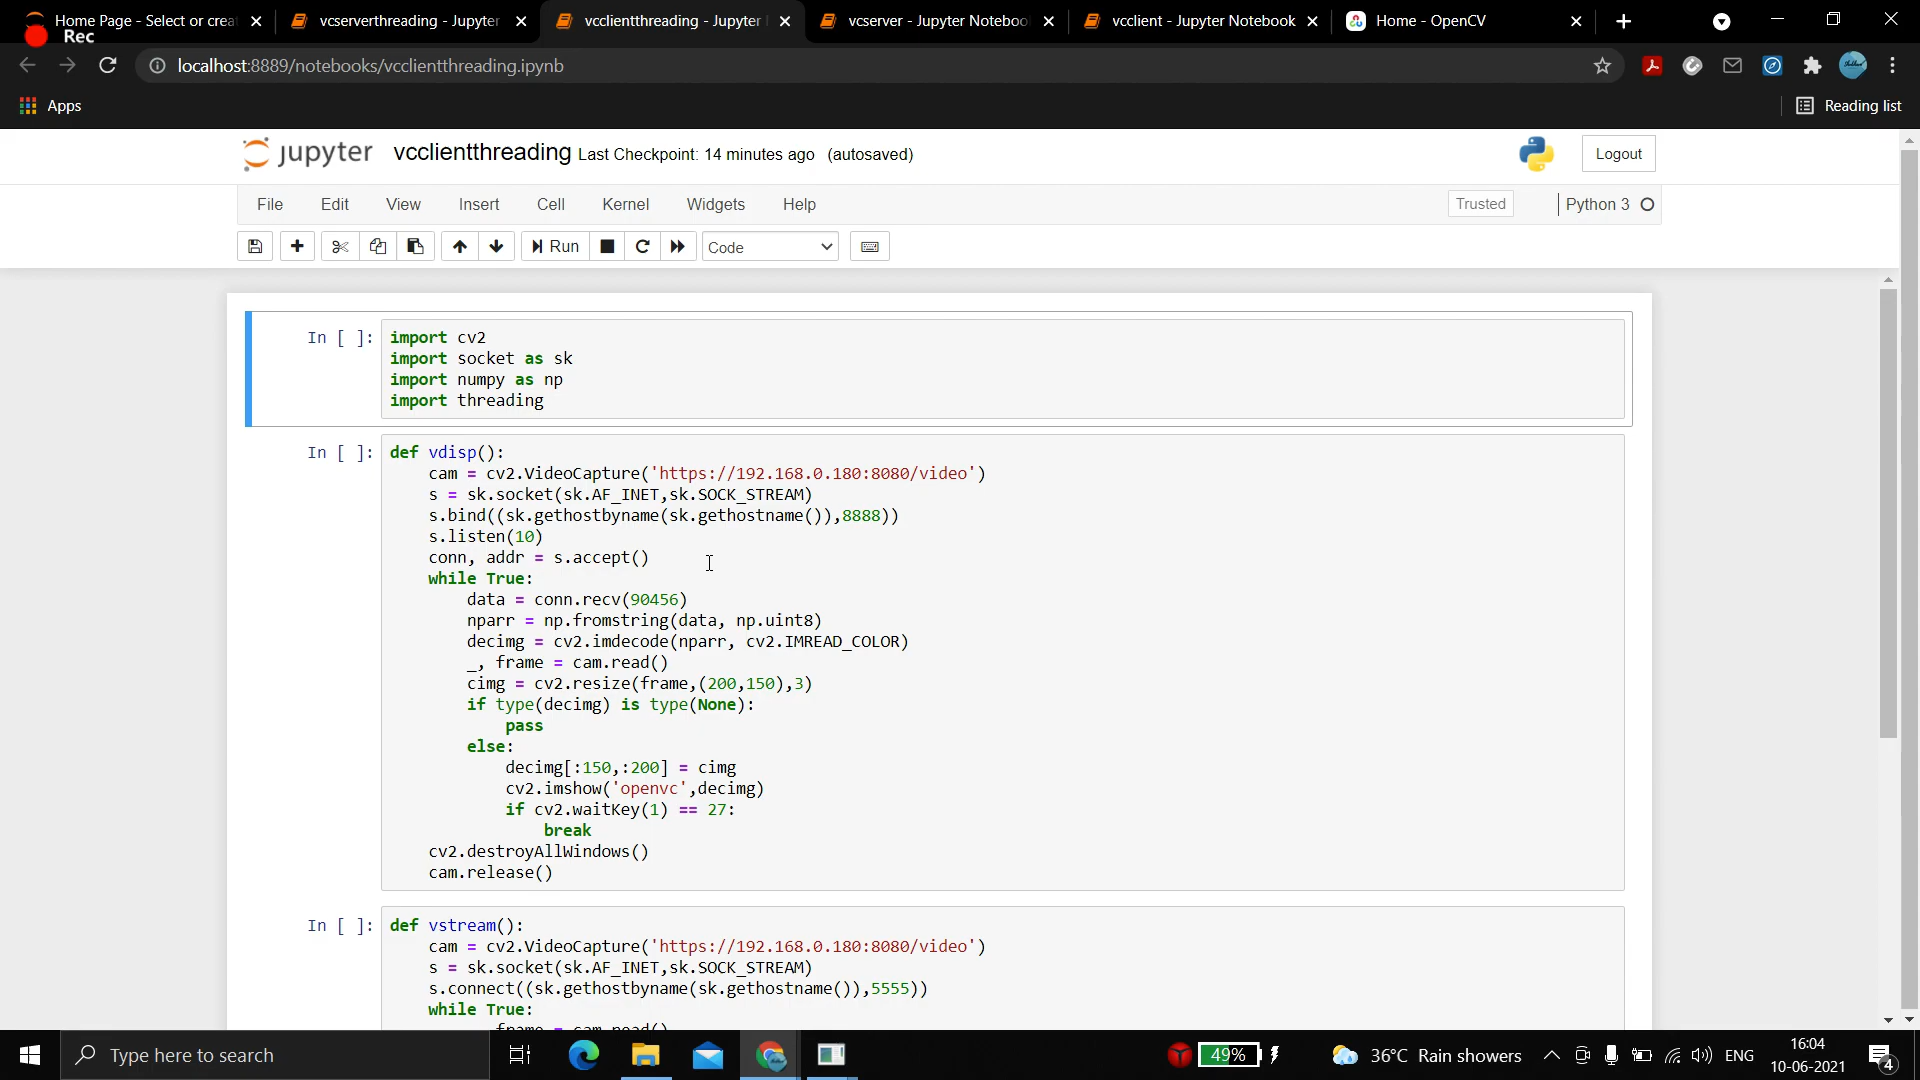 Home Page - Select or crea
vcserverthreading - Jupyter
vcclientthreading - Jupyter
vcserver - Jupyter Noteboo
vcclient - Jupyter Notebook
Home - OpenCV
Rec
localhost:8889/notebooks/vcclientthreading.ipynb
Apps
Reading list
jupyter
vcclientthreading Last Checkpoint: 14 minutes ago (autosaved)
Logout
File Edit View Insert Cell Kernel Widgets Help
Trusted
Python 3
Run
Code
In [ ]:
import cv2
import socket as sk
import numpy as np
import threading
In [ ]:
def vdisp():
    cam = cv2.VideoCapture('https://192.168.0.180:8080/video')
    s = sk.socket(sk.AF_INET,sk.SOCK_STREAM)
    s.bind((sk.gethostbyname(sk.gethostname()),8888))
    s.listen(10)
    conn, addr = s.accept()
    while True:
        data = conn.recv(90456)
        nparr = np.fromstring(data, np.uint8)
        decimg = cv2.imdecode(nparr, cv2.IMREAD_COLOR)
        _, frame = cam.read()
        cimg = cv2.resize(frame,(200,150),3)
        if type(decimg) is type(None):
            pass
        else:
            decimg[:150,:200] = cimg
            cv2.imshow('openvc',decimg)
            if cv2.waitKey(1) == 27:
                break
    cv2.destroyAllWindows()
    cam.release()
In [ ]:
def vstream():
    cam = cv2.VideoCapture('https://192.168.0.180:8080/video')
    s = sk.socket(sk.AF_INET,sk.SOCK_STREAM)
    s.connect((sk.gethostbyname(sk.gethostname()),5555))
    while True:
frame = cam.read()
Type here to search
49%
36°C Rain showers
ENG
16:04
10-06-2021
4